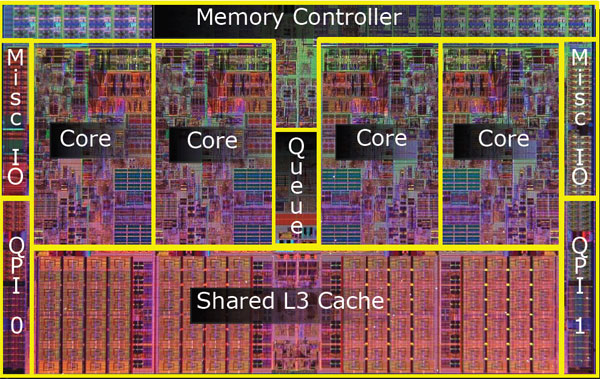 Memory Controller
Misc IO
Core
Core
Queue
Core
Core
Misc IO
QPI 0
Shared L3 Cache
QPI 1